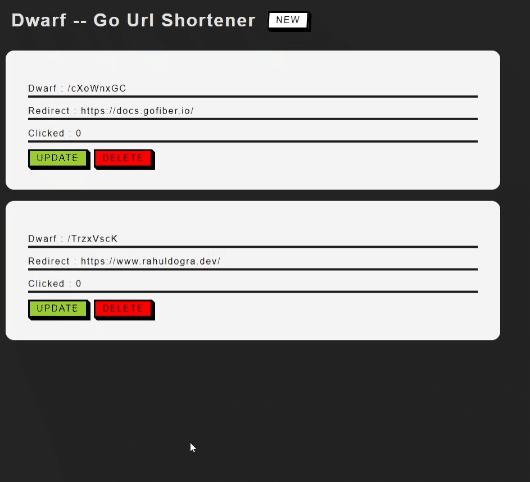 Dwarf -- Go Url Shortener NEW
Dwarf : /cXoWnxGC
Redirect : https://docs.gofiber.io/
Clicked : 0
UPDATE DELETE
Dwarf : /TrzxVscK
Redirect : https://www.rahuldogra.dev/
Clicked : 0
UPDATE DELETE